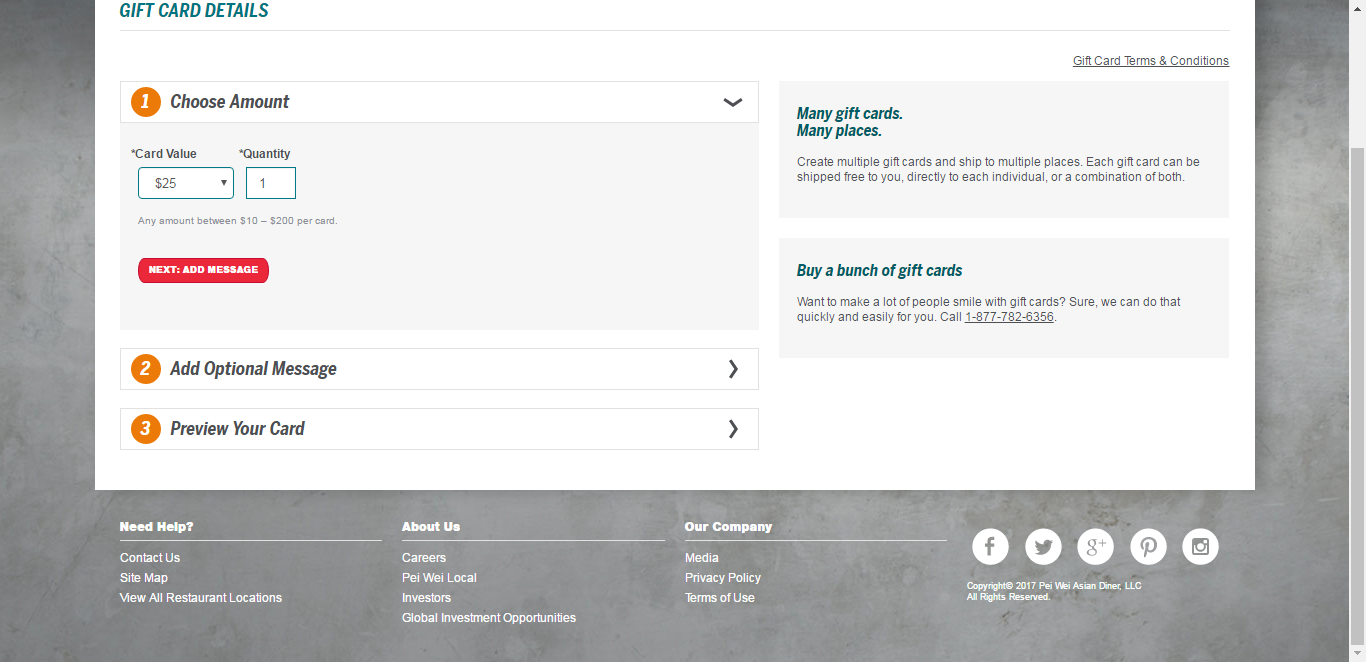 GIFT CARD DETAILS
Gift Card Terms & Conditions
1 Choose Amount
*Card Value *Quantity
$25 1
Any amount between $10 – $200 per card.
NEXT: ADD MESSAGE
2 Add Optional Message
3 Preview Your Card
Many gift cards.
Many places.
Create multiple gift cards and ship to multiple places. Each gift card can be
shipped free to you, directly to each individual, or a combination of both.
Buy a bunch of gift cards
Want to make a lot of people smile with gift cards? Sure, we can do that
quickly and easily for you. Call 1-877-782-6356.
Need Help?
Contact Us
Site Map
View All Restaurant Locations
About Us
Careers
Pei Wei Local
Investors
Global Investment Opportunities
Our Company
Media
Privacy Policy
Terms of Use
Copyright© 2017 Pei Wei Asian Diner, LLC
All Rights Reserved.